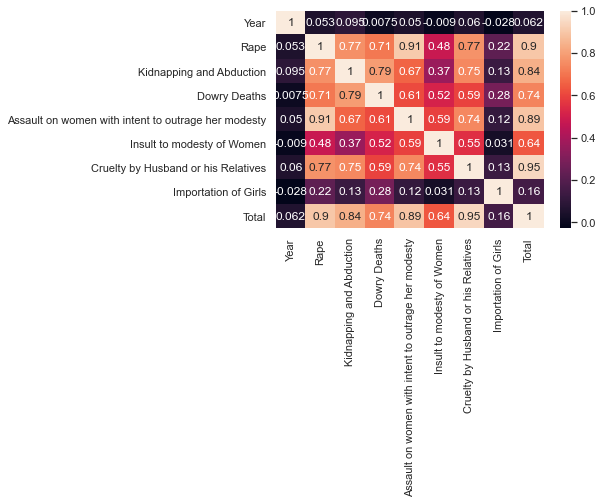 Year 1 0.053 0.095 0.0075 0.05 -0.009 0.06 -0.028 0.062
Rape 0.053 1 0.77 0.71 0.91 0.48 0.77 0.22 0.9
Kidnapping and Abduction 0.095 0.77 1 0.79 0.67 0.37 0.75 0.13 0.84
Dowry Deaths 0.0075 0.71 0.79 1 0.61 0.52 0.59 0.28 0.74
Assault on women with intent to outrage her modesty 0.05 0.91 0.67 0.61 1 0.59 0.74 0.12 0.89
Insult to modesty of Women -0.009 0.48 0.37 0.52 0.59 1 0.55 0.031 0.64
Cruelty by Husband or his Relatives 0.06 0.77 0.75 0.59 0.74 0.55 1 0.13 0.95
Importation of Girls -0.028 0.22 0.13 0.28 0.12 0.031 0.13 1 0.16
Total 0.062 0.9 0.84 0.74 0.89 0.64 0.95 0.16 1
Year
Rape
Kidnapping and Abduction
Dowry Deaths
Assault on women with intent to outrage her modesty
Insult to modesty of Women
Cruelty by Husband or his Relatives
Importation of Girls
Total
1.0
0.8
0.6
0.4
0.2
0.0